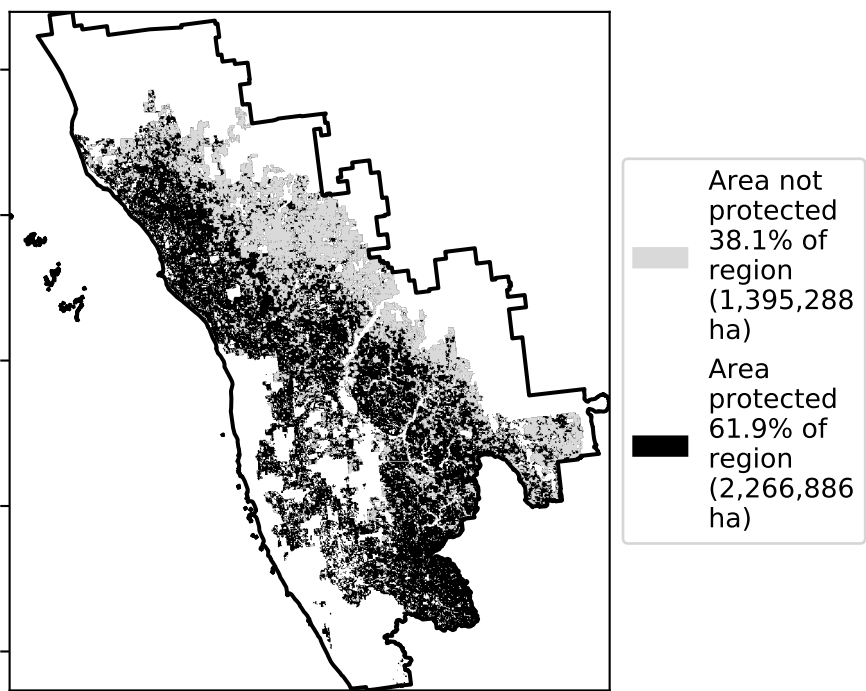 Area not
protected
38.1% of
region
(1,395,288
ha)
Area
protected
61.9% of
region
(2,266,886
ha)